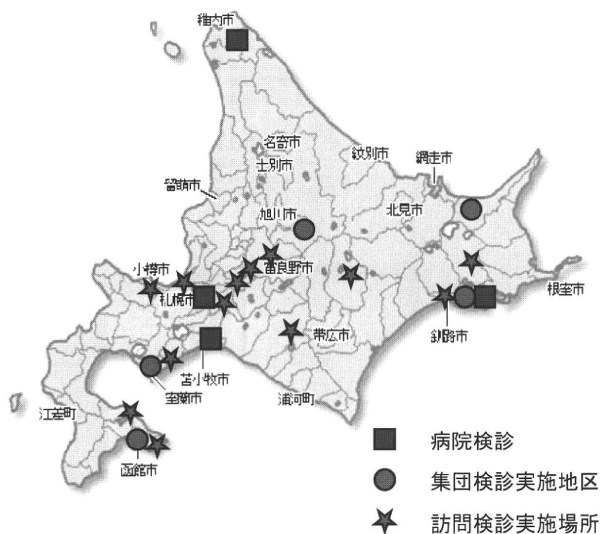 稚内市
名寄市
士別市
紋別市
網走市
留萌市
旭川市
北見市
小樽市
富良野市
札幌市
根室市
釧路市
帯広市
苫小牧市
室蘭市
浦河町
江差町
函館市
病院検診
集団検診実施地区
訪問検診実施場所